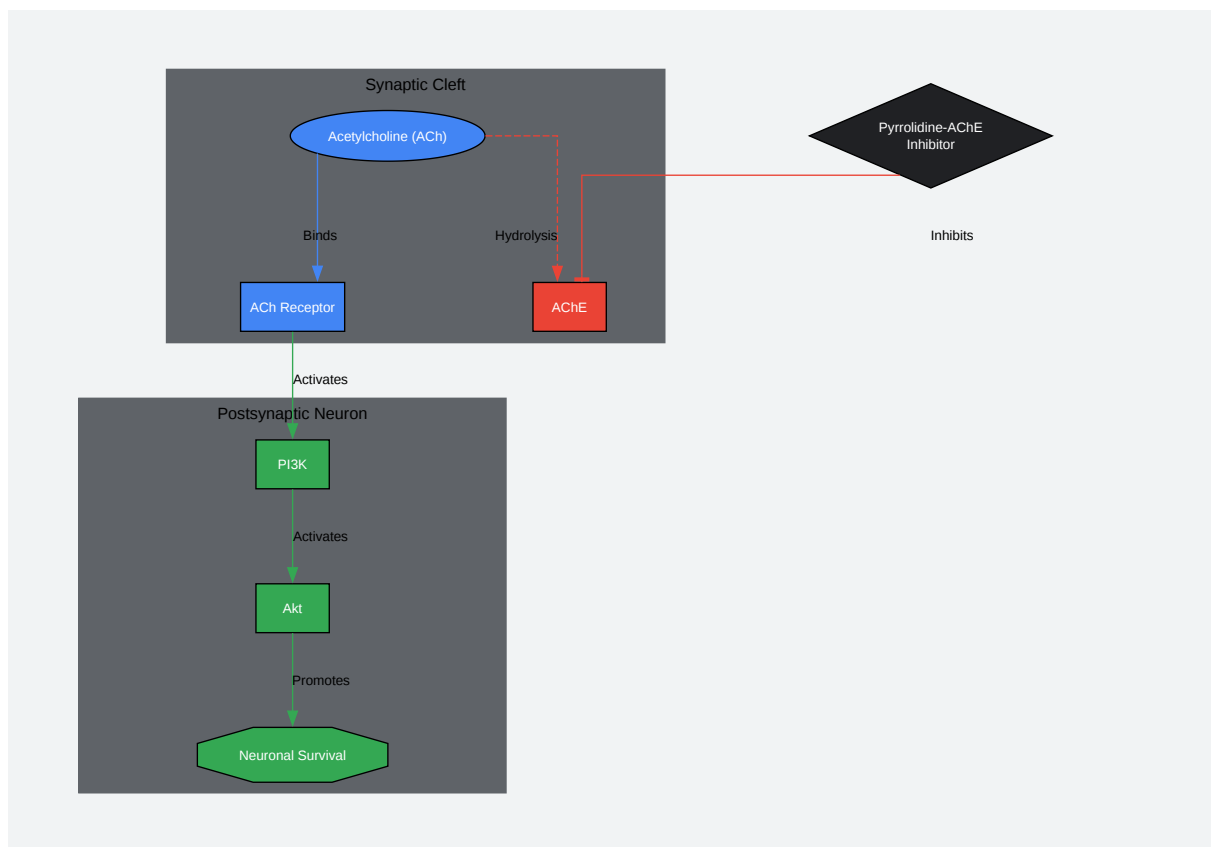 Synaptic Cleft
Acetylcholine (ACh)
Pyrrolidine-AChE
Inhibitor
Binds
Hydrolysis
Inhibits
ACh Receptor
AChE
Activates
Postsynaptic Neuron
PI3K
Activates
Akt
Promotes
Neuronal Survival